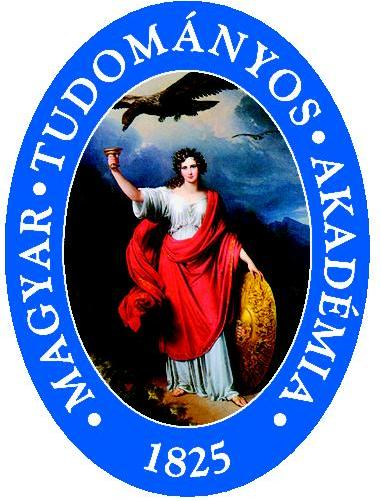 · MAGYAR · TUDOMÁNYOS · AKADÉMIA ·
1825